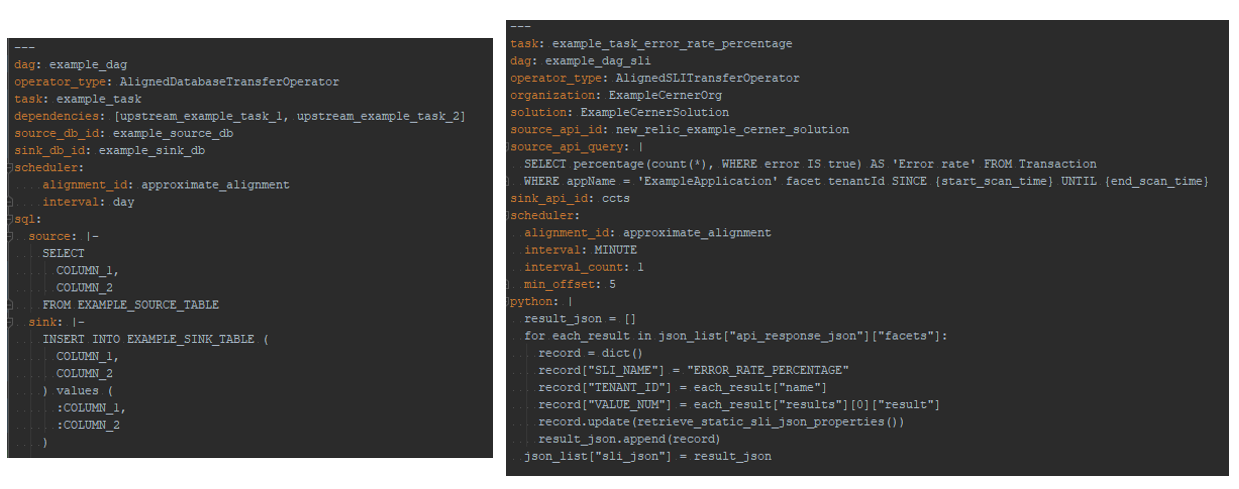 ---
dag: example_dag
operator_type: AlignedDatabaseTransferOperator
task: example_task
dependencies: [upstream_example_task_1, upstream_example_task_2]
source_db_id: example_source_db
sink_db_id: example_sink_db
scheduler:
    alignment_id: approximate_alignment
    interval: day
sql:
  source: |-
    SELECT
      COLUMN_1,
      COLUMN_2
    FROM EXAMPLE_SOURCE_TABLE
  sink: |-
    INSERT INTO EXAMPLE_SINK_TABLE (
      COLUMN_1,
      COLUMN_2
    ) values (
      :COLUMN_1,
      :COLUMN_2
    )
---
task: example_task_error_rate_percentage
dag: example_dag_sli
operator_type: AlignedSLITransferOperator
organization: ExampleCernerOrg
solution: ExampleCernerSolution
source_api_id: new_relic_example_cerner_solution
source_api_query: |
  SELECT percentage(count(*), WHERE error IS true) AS 'Error rate' FROM Transaction
  WHERE appName = 'ExampleApplication' facet tenantId SINCE {start_scan_time} UNTIL {end_scan_time}
sink_api_id: ccts
scheduler:
  alignment_id: approximate_alignment
  interval: MINUTE
  interval_count: 1
  min_offset: 5
python: |
  result_json = []
  for each_result in json_list["api_response_json"]["facets"]:
    record = dict()
    record["SLI_NAME"] = "ERROR_RATE_PERCENTAGE"
    record["TENANT_ID"] = each_result["name"]
    record["VALUE_NUM"] = each_result["results"][0]["result"]
    record.update(retrieve_static_sli_json_properties())
    result_json.append(record)
  json_list["sli_json"] = result_json